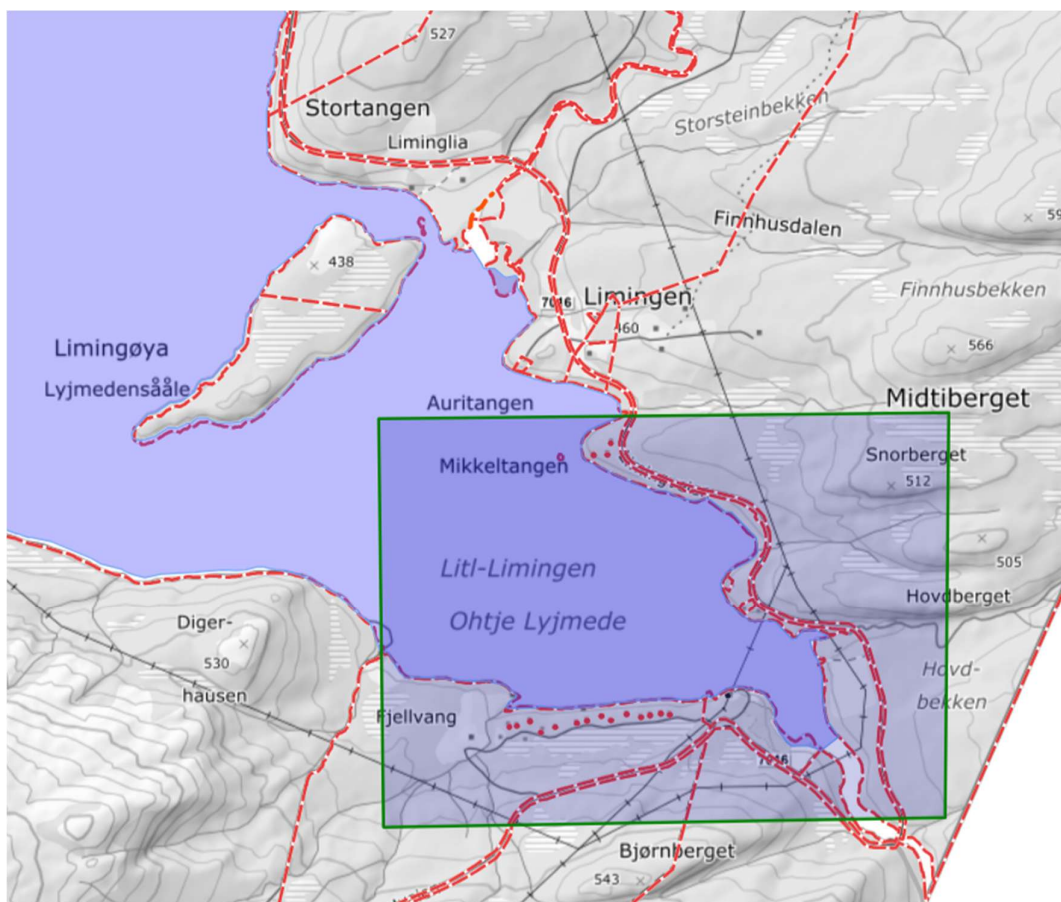 527
Stortangen
Liminglia
Storsteinbekken
Finnhusdalen
59
438
7016
Limingen
Finnhusbekken
460
566
Limingøya
Lyjmedensååle
Auritangen
Midtiberget
Mikkeltangen
Snorberget
512
Litl-Limingen
505
Hovdberget
Ohtje Lyjmede
Diger-
530
hausen
Hovd-
bekken
Fjellvang
7016
Bjørnberget
543